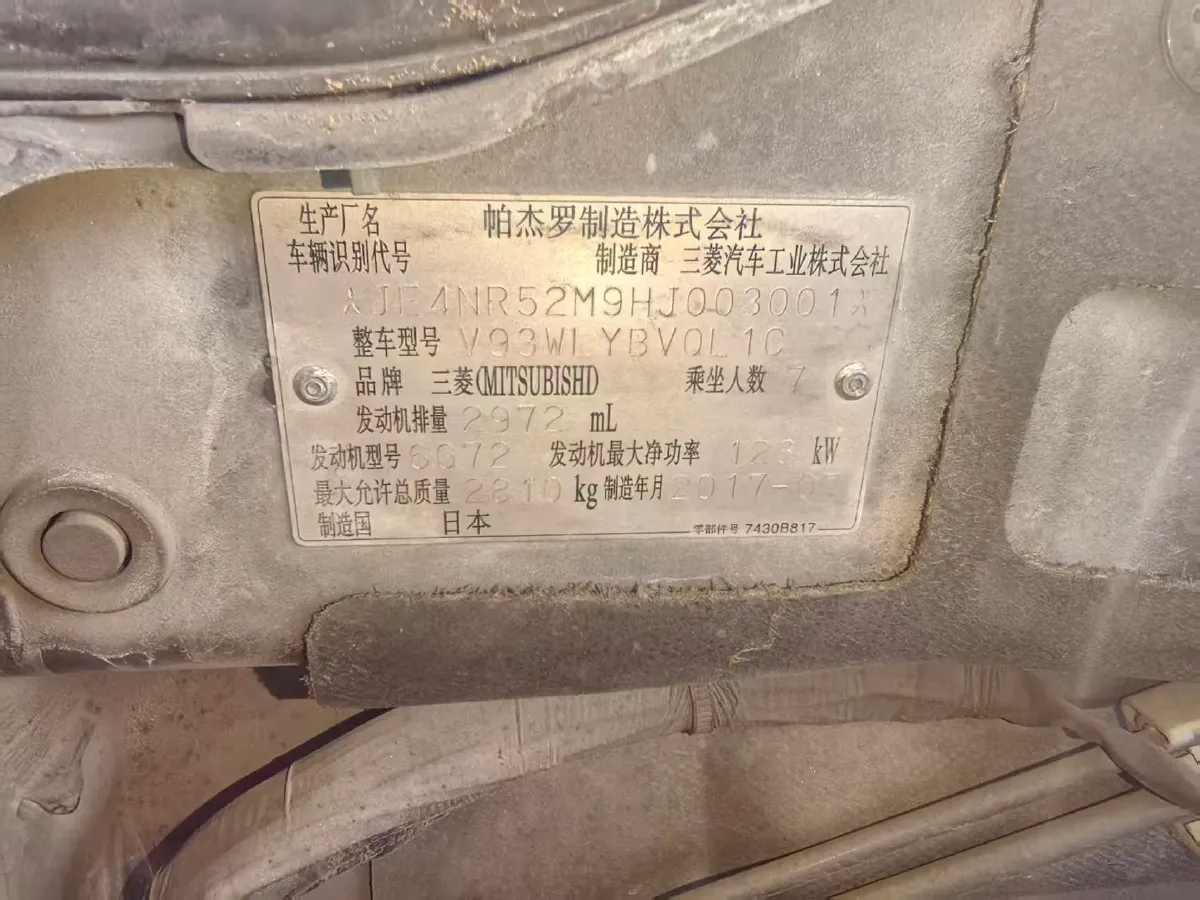 生产厂名 帕杰罗制造株式会社
车辆识别代号 制造商 三菱汽车工业株式会社
JE4NR52M9HJ003001
整车型号 V93WLYBVQL1C
品牌 三菱(MITSUBISHI) 乘坐人数 7
发动机排量 2972 mL
发动机型号 6G72 发动机最大净功率 kW
最大允许总质量 2810 kg 制造年月
制造国 日本 零部件号 7430B817